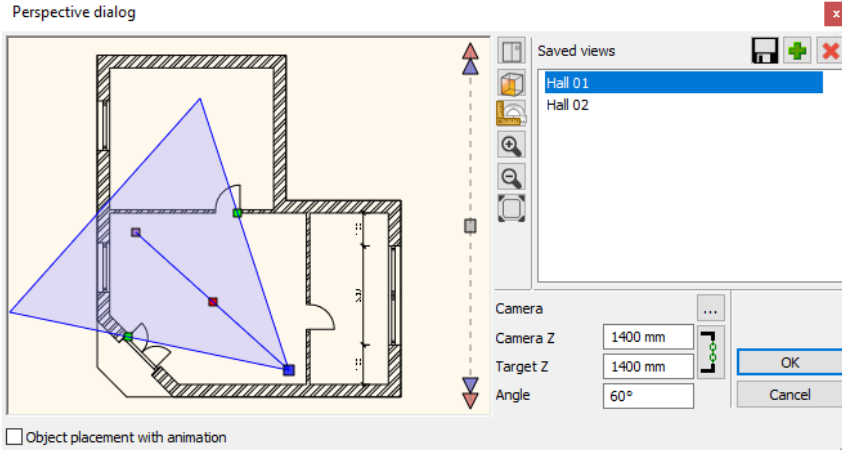 Perspective dialog
x
Saved views
Hall 01
Hall 02
Camera
...
Camera Z
1400 mm
Target Z
1400 mm
OK
Angle
60°
Cancel
Object placement with animation